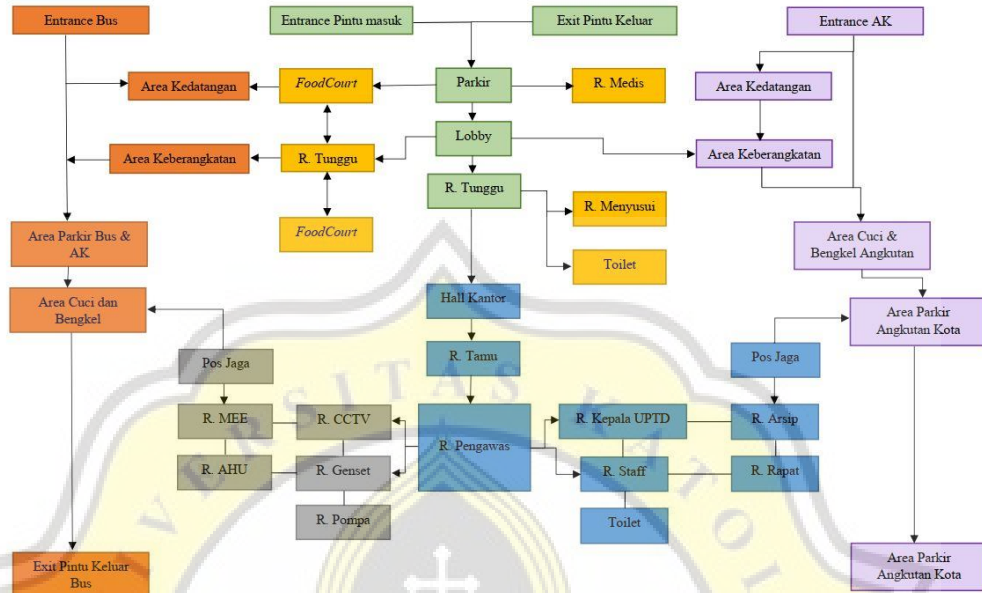 Entrance Bus
Entrance Pintu masuk
Exit Pintu Keluar
Entrance AK
Area Kedatangan
FoodCourt
Parkir
R. Medis
Area Kedatangan
Area Keberangkatan
R. Tunggu
Lobby
Area Keberangkatan
R. Tunggu
R. Menyusui
Area Parkir Bus &
AK
FoodCourt
Toilet
Area Cuci &
Bengkel Angkutan
Area Cuci dan
Bengkel
Hall Kantor
Area Parkir
Angkutan Kota
Pos Jaga
R. Tamu
Pos Jaga
R. MEE
R. CCTV
R. Pengawas
R. Kepala UPTD
R. Arsip
R. AHU
R. Genset
R. Staff
R. Rapat
R. Pompa
Toilet
Exit Pintu Keluar
Bus
Area Parkir
Angkutan Kota
VERSITAS KATOL